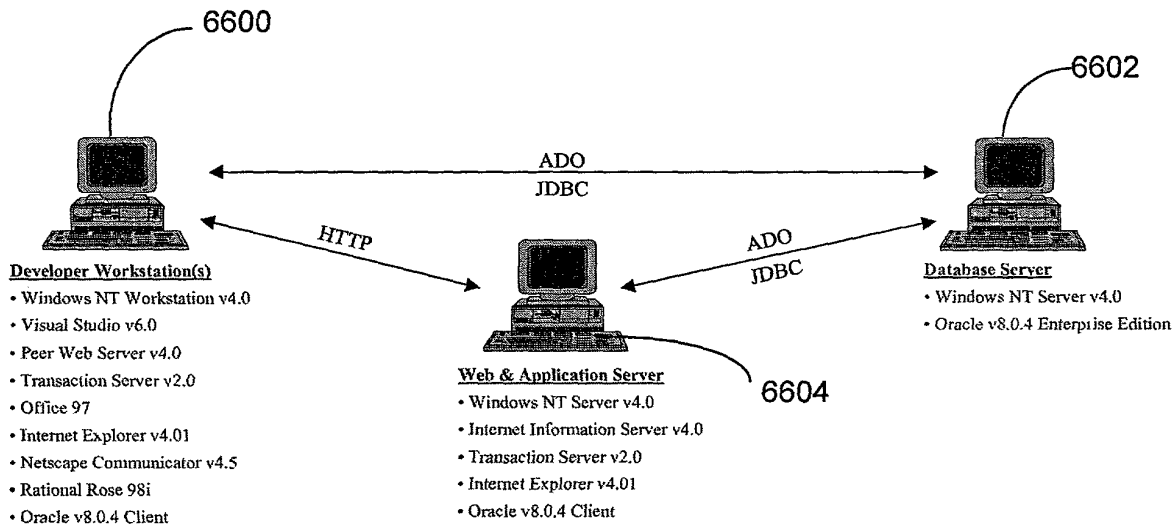 6600
6602
ADO
JDBC
HTTP
ADO
JDBC
Developer Workstation(s)
• Windows NT Workstation v4.0
• Visual Studio v6.0
• Peer Web Server v4.0
• Transaction Server v2.0
• Office 97
• Internet Explorer v4.01
• Netscape Communicator v4.5
• Rational Rose 98i
• Oracle v8.0.4 Client
Web & Application Server
• Windows NT Server v4.0
• Internet Information Server v4.0
• Transaction Server v2.0
• Internet Explorer v4.01
• Oracle v8.0.4 Client
6604
Database Server
• Windows NT Server v4.0
• Oracle v8.0.4 Enterprise Edition